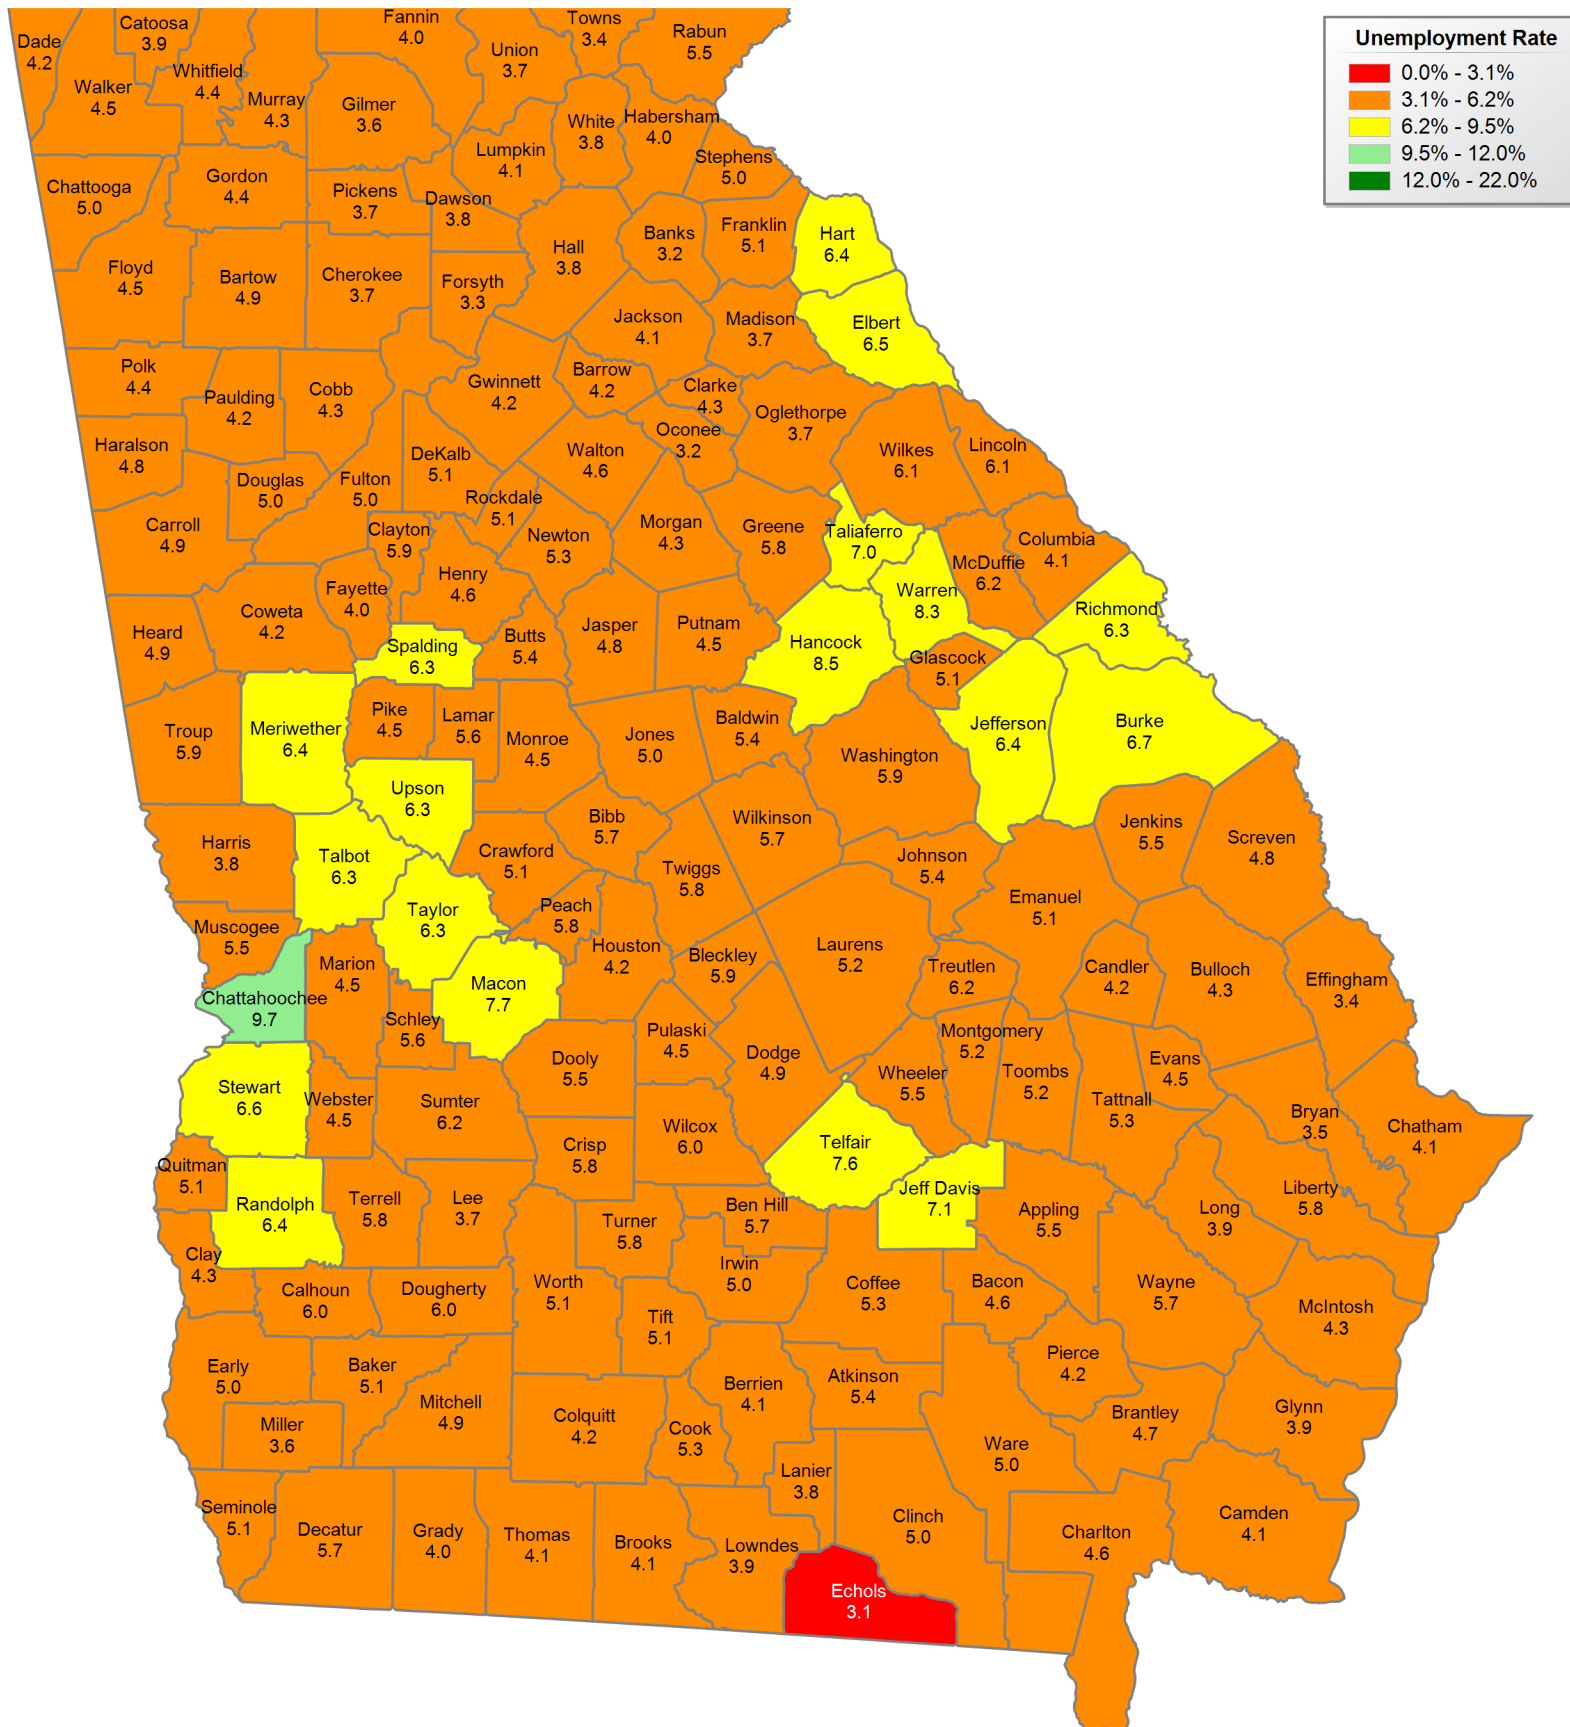 Unemployment Rate
0.0% - 3.1%
3.1% - 6.2%
6.2% - 9.5%
9.5% - 12.0%
12.0% - 22.0%
Dade
4.2
Catoosa
3.9
Walker
4.5
Whitfield
4.4
Murray
4.3
Fannin
4.0
Gilmer
3.6
Union
3.7
Towns
3.4
Rabun
5.5
White
3.8
Habersham
4.0
Lumpkin
4.1
Stephens
5.0
Chattooga
5.0
Gordon
4.4
Pickens
3.7
Dawson
3.8
Hall
3.8
Banks
3.2
Franklin
5.1
Hart
6.4
Floyd
4.5
Bartow
4.9
Cherokee
3.7
Forsyth
3.3
Jackson
4.1
Madison
3.7
Elbert
6.5
Polk
4.4
Paulding
4.2
Cobb
4.3
Gwinnett
4.2
Barrow
4.2
Clarke
4.3
Oconee
3.2
Oglethorpe
3.7
Wilkes
6.1
Lincoln
6.1
Haralson
4.8
Douglas
5.0
Fulton
5.0
DeKalb
5.1
Rockdale
5.1
Walton
4.6
Carroll
4.9
Clayton
5.9
Newton
5.3
Morgan
4.3
Greene
5.8
Taliaferro
7.0
McDuffie
6.2
Columbia
4.1
Heard
4.9
Coweta
4.2
Fayette
4.0
Henry
4.6
Spalding
6.3
Butts
5.4
Jasper
4.8
Putnam
4.5
Hancock
8.5
Warren
8.3
Glascock
5.1
Richmond
6.3
Troup
5.9
Meriwether
6.4
Pike
4.5
Lamar
5.6
Monroe
4.5
Jones
5.0
Baldwin
5.4
Washington
5.9
Jefferson
6.4
Burke
6.7
Upson
6.3
Harris
3.8
Talbot
6.3
Crawford
5.1
Bibb
5.7
Twiggs
5.8
Wilkinson
5.7
Johnson
5.4
Jenkins
5.5
Screven
4.8
Muscogee
5.5
Taylor
6.3
Peach
5.8
Houston
4.2
Bleckley
5.9
Laurens
5.2
Emanuel
5.1
Treutlen
6.2
Candler
4.2
Bulloch
4.3
Effingham
3.4
Chattahoochee
9.7
Marion
4.5
Schley
5.6
Macon
7.7
Dooly
5.5
Pulaski
4.5
Dodge
4.9
Wheeler
5.5
Montgomery
5.2
Toombs
5.2
Tattnall
5.3
Evans
4.5
Bryan
3.5
Chatham
4.1
Stewart
6.6
Webster
4.5
Sumter
6.2
Crisp
5.8
Wilcox
6.0
Telfair
7.6
Jeff Davis
7.1
Appling
5.5
Long
3.9
Liberty
5.8
Quitman
5.1
Randolph
6.4
Terrell
5.8
Lee
3.7
Turner
5.8
Ben Hill
5.7
Clay
4.3
Calhoun
6.0
Dougherty
6.0
Worth
5.1
Tift
5.1
Irwin
5.0
Coffee
5.3
Bacon
4.6
Wayne
5.7
McIntosh
4.3
Early
5.0
Baker
5.1
Mitchell
4.9
Miller
3.6
Colquitt
4.2
Cook
5.3
Berrien
4.1
Atkinson
5.4
Pierce
4.2
Brantley
4.7
Glynn
3.9
Ware
5.0
Seminole
5.1
Decatur
5.7
Grady
4.0
Thomas
4.1
Brooks
4.1
Lowndes
3.9
Lanier
3.8
Clinch
5.0
Charlton
4.6
Camden
4.1
Echols
3.1